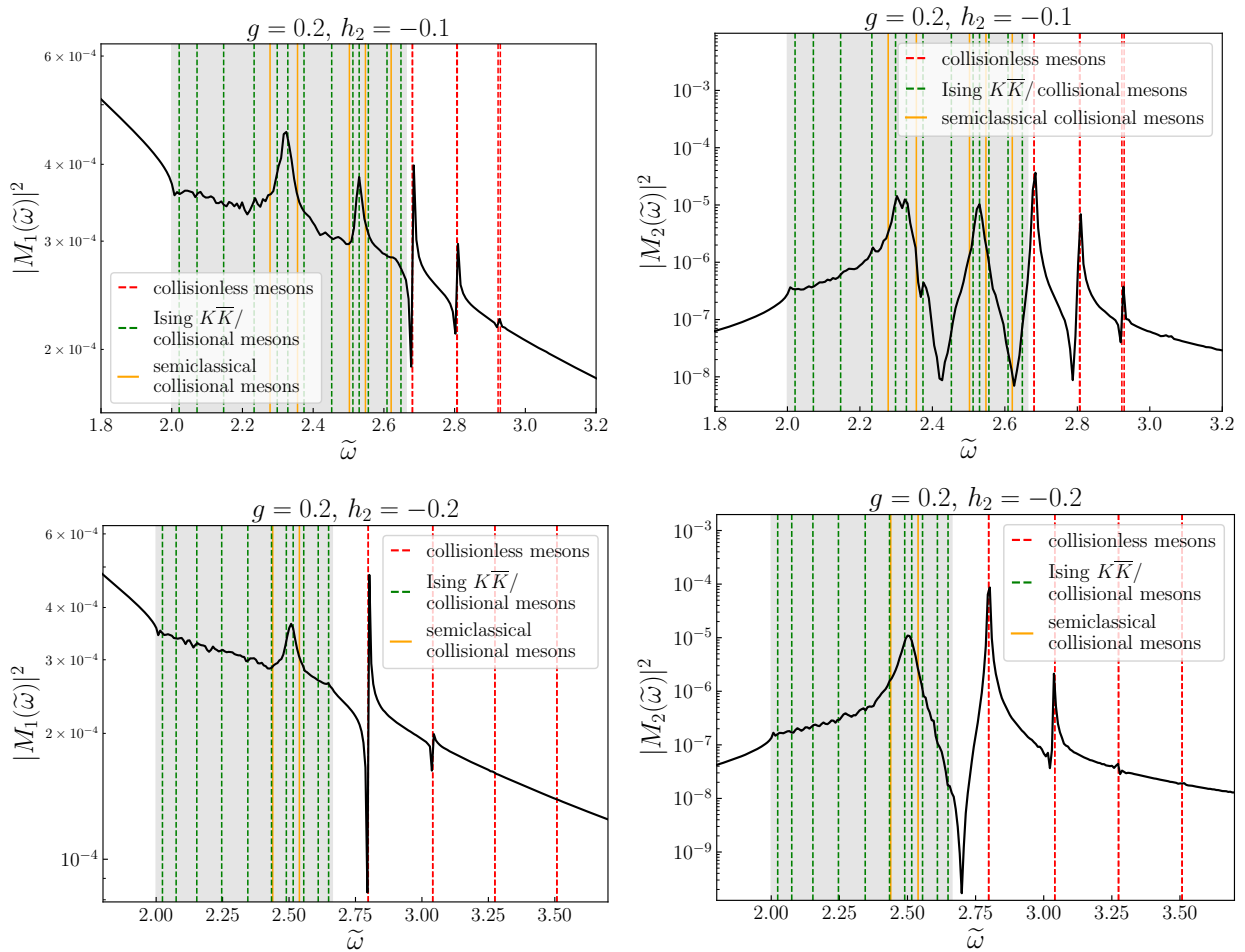 g = 0.2, h₂ = −0.1
|M₁(ω̃)|²
6 × 10⁻⁴
4 × 10⁻⁴
3 × 10⁻⁴
2 × 10⁻⁴
collisionless mesons
Ising KK̅/
collisional mesons
semiclassical
collisional mesons
1.8 2.0 2.2 2.4 2.6 2.8 3.0 3.2
ω̃
g = 0.2, h₂ = −0.1
|M₂(ω̃)|²
10⁻³
10⁻⁴
10⁻⁵
10⁻⁶
10⁻⁷
10⁻⁸
collisionless mesons
Ising KK̅/ collisional mesons
semiclassical collisional mesons
1.8 2.0 2.2 2.4 2.6 2.8 3.0 3.2
ω̃
g = 0.2, h₂ = −0.2
|M₁(ω̃)|²
6 × 10⁻⁴
4 × 10⁻⁴
3 × 10⁻⁴
2 × 10⁻⁴
10⁻⁴
collisionless mesons
Ising KK̅/
collisional mesons
semiclassical
collisional mesons
2.00 2.25 2.50 2.75 3.00 3.25 3.50
ω̃
g = 0.2, h₂ = −0.2
|M₂(ω̃)|²
10⁻³
10⁻⁴
10⁻⁵
10⁻⁶
10⁻⁷
10⁻⁸
10⁻⁹
collisionless mesons
Ising KK̅/
collisional mesons
semiclassical
collisional mesons
2.00 2.25 2.50 2.75 3.00 3.25 3.50
ω̃